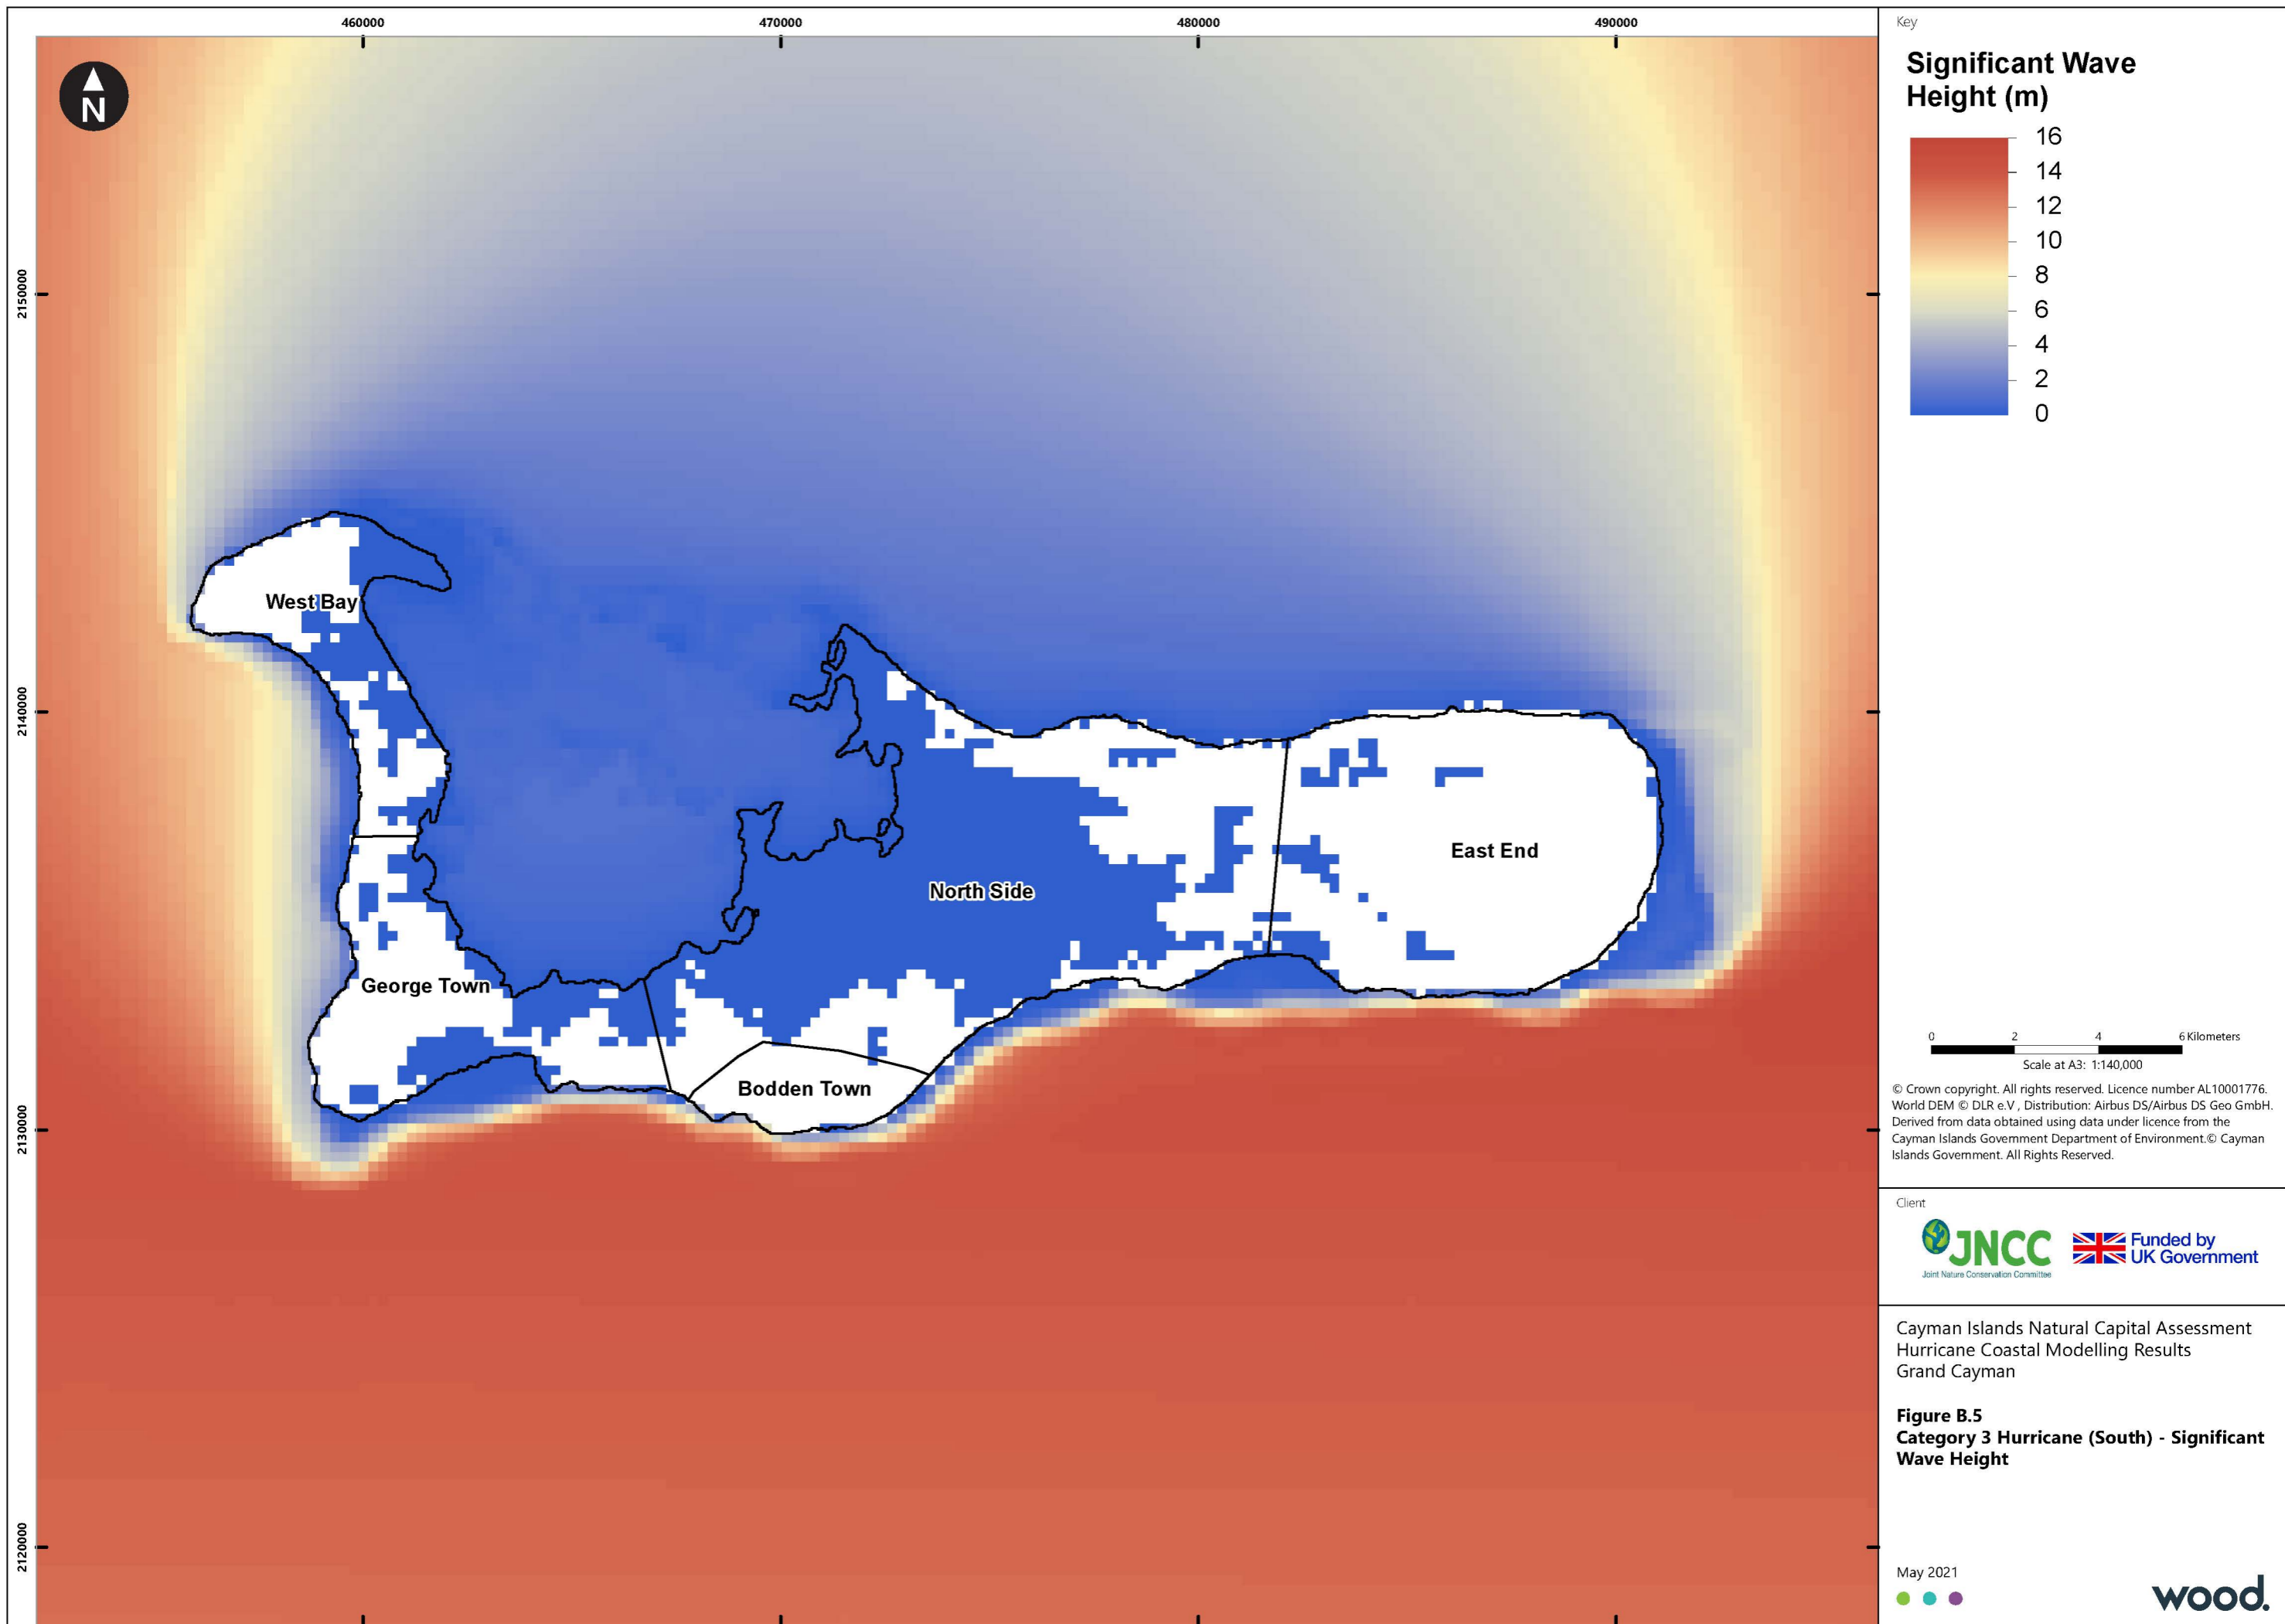 460000
470000
480000
490000
N
2150000
2140000
2130000
2120000
West Bay
George Town
North Side
Bodden Town
East End
Key
Significant Wave
Height (m)
16
14
12
10
8
6
4
2
0
0 2 4 6 Kilometers
Scale at A3: 1:140,000
© Crown copyright. All rights reserved. Licence number AL10001776.
World DEM © DLR e.V , Distribution: Airbus DS/Airbus DS Geo GmbH.
Derived from data obtained using data under licence from the
Cayman Islands Government Department of Environment.© Cayman
Islands Government. All Rights Reserved.
Client
JNCC
Joint Nature Conservation Committee
Funded by
UK Government
Cayman Islands Natural Capital Assessment
Hurricane Coastal Modelling Results
Grand Cayman
Figure B.5
Category 3 Hurricane (South) - Significant
Wave Height
May 2021
wood.